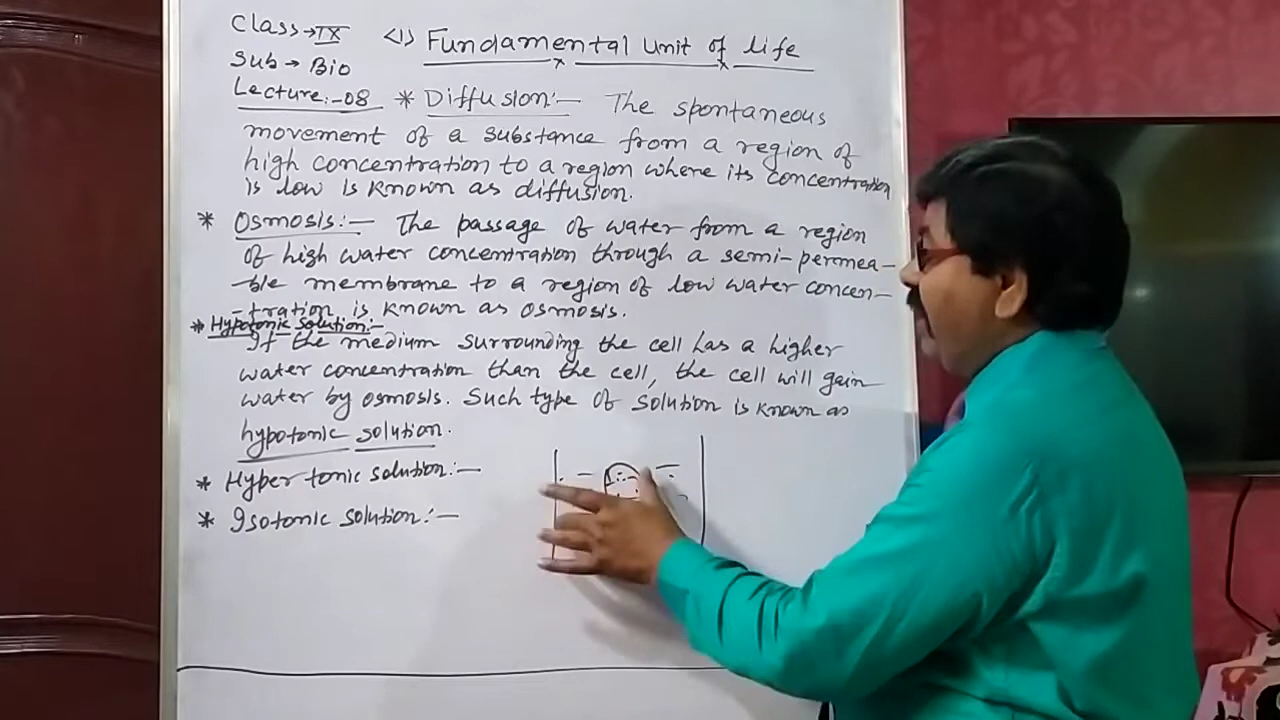 Class → IX
<1> Fundamental Unit of life
Sub → Bio
Lecture:-08
* Diffusion:- The spontaneous
movement of a substance from a region of
high concentration to a region where its concentration
is low is known as diffusion.
* Osmosis:- The passage of water from a region
of high water concentration through a semi-permea-
-ble membrane to a region of low water concen-
-tration is known as osmosis.
* Hypotonic solution:-
If the medium surrounding the cell has a higher
water concentration than the cell, the cell will gain
water by osmosis. Such type of solution is known as
hypotonic solution.
* Hyper tonic solution:-
* Isotonic solution:-